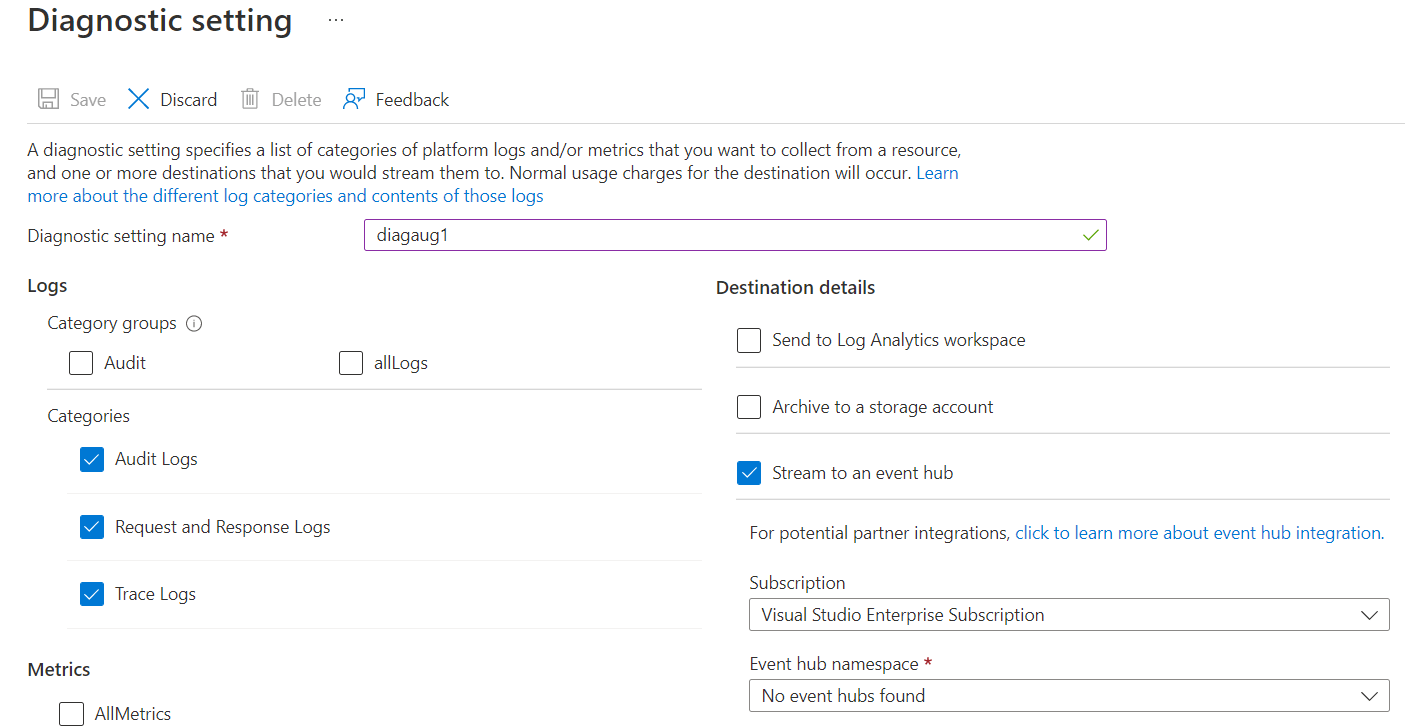 Diagnostic setting ...
Save Discard Delete Feedback
A diagnostic setting specifies a list of categories of platform logs and/or metrics that you want to collect from a resource,
and one or more destinations that you would stream them to. Normal usage charges for the destination will occur. Learn
more about the different log categories and contents of those logs
Diagnostic setting name *
diagaug1
Logs
Category groups
Audit
allLogs
Categories
Audit Logs
Request and Response Logs
Trace Logs
Metrics
AllMetrics
Destination details
Send to Log Analytics workspace
Archive to a storage account
Stream to an event hub
For potential partner integrations, click to learn more about event hub integration.
Subscription
Visual Studio Enterprise Subscription
Event hub namespace *
No event hubs found